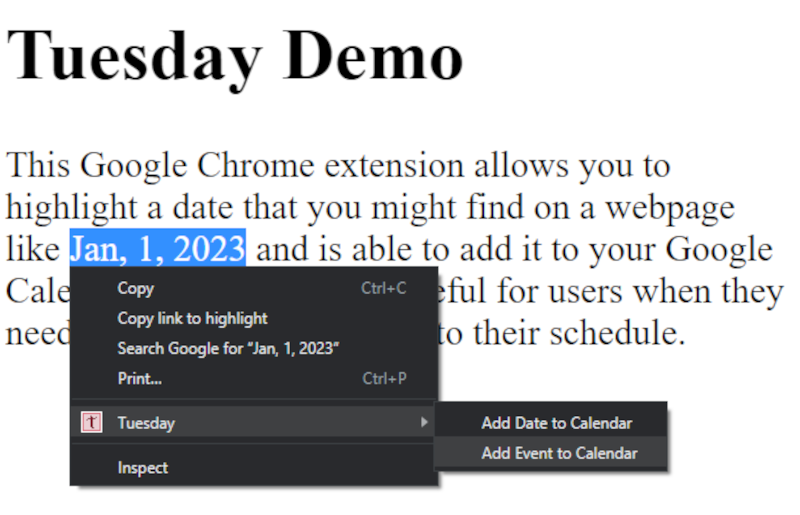 Tuesday Demo
This Google Chrome extension allows you to
highlight a date that you might find on a webpage
like Jan, 1, 2023 and is able to add it to your Google
Cale
eful for users when they
need
to their schedule.
Copy Ctrl+C
Copy link to highlight
Search Google for “Jan, 1, 2023”
Print... Ctrl+P
t Tuesday
Add Date to Calendar
Add Event to Calendar
Inspect